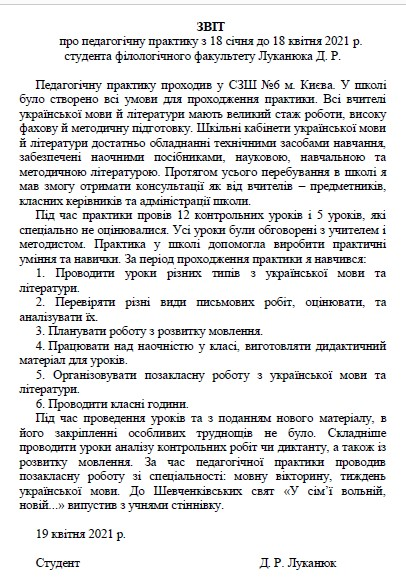 ЗВІТ
про педагогічну практику з 18 січня до 18 квітня 2021 р.
студента філологічного факультету Луканюка Д. Р.
Педагогічну практику проходив у СЗШ №6 м. Києва. У школі
було створено всі умови для проходження практики. Всі вчителі
української мови й літератури мають великий стаж роботи, високу
фахову й методичну підготовку. Шкільні кабінети української мови
й літератури достатньо обладнанні технічними засобами навчання,
забезпечені наочними посібниками, науковою, навчальною та
методичною літературою. Протягом усього перебування в школі я
мав змогу отримати консультації як від вчителів – предметників,
класних керівників та адміністрації школи.
Під час практики провів 12 контрольних уроків і 5 уроків, які
спеціально не оцінювалися. Усі уроки були обговорені з учителем і
методистом. Практика у школі допомогла виробити практичні
уміння та навички. За період проходження практики я навчився:
1. Проводити уроки різних типів з української мови та
літератури.
2. Перевіряти різні види письмових робіт, оцінювати, та
аналізувати їх.
3. Планувати роботу з розвитку мовлення.
4. Працювати над наочністю у класі, виготовляти дидактичний
матеріал для уроків.
5. Організовувати позакласну роботу з української мови та
літератури.
6. Проводити класні години.
Під час проведення уроків та з поданням нового матеріалу, в
його закріпленні особливих труднощів не було. Складніше
проводити уроки аналізу контрольних робіт чи диктанту, а також із
розвитку мовлення. За час педагогічної практики проводив
позакласну роботу зі спеціальності: мовну вікторину, тиждень
української мови. До Шевченківських свят «У сім’ї вольній,
новій...» випустив з учнями стіннівку.
19 квітня 2021 р.
Студент Д. Р. Луканюк